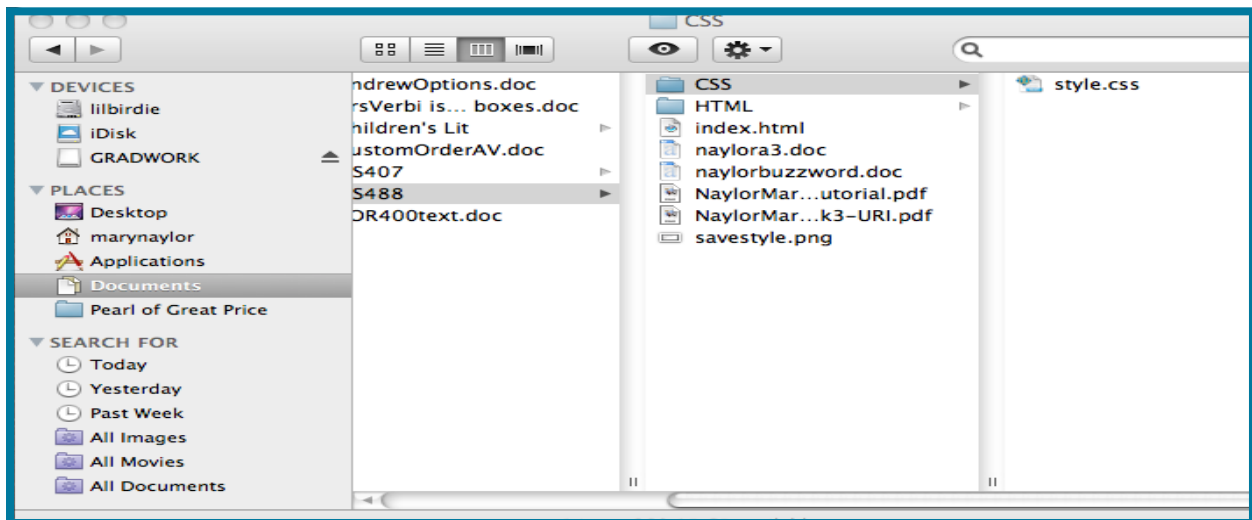 CSS
DEVICES
lilbirdie
iDisk
GRADWORK
PLACES
Desktop
marynaylor
Applications
Documents
Pearl of Great Price
SEARCH FOR
Today
Yesterday
Past Week
All Images
All Movies
All Documents
ndrewOptions.doc
rsVerbi is... boxes.doc
hildren's Lit
ustomOrderAV.doc
S407
S488
OR400text.doc
CSS
HTML
index.html
naylora3.doc
naylorbuzzword.doc
NaylorMar...utorial.pdf
NaylorMar...k3-URI.pdf
savestyle.png
style.css